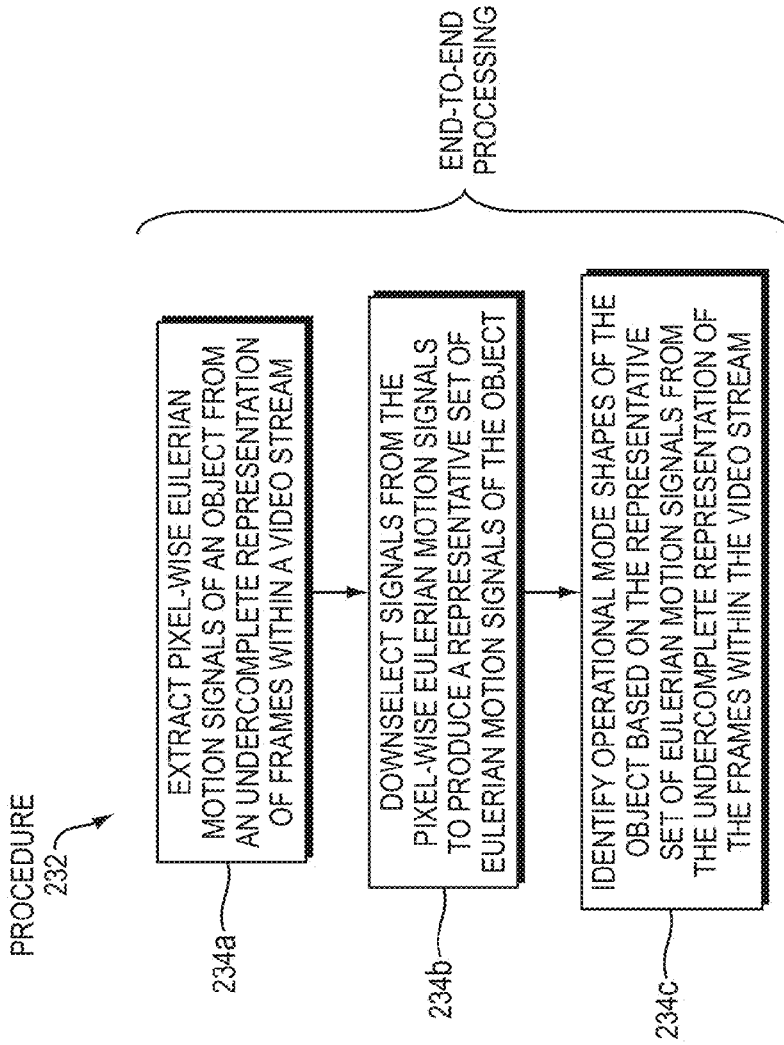 PROCEDURE
232
234a
EXTRACT PIXEL-WISE EULERIAN
MOTION SIGNALS OF AN OBJECT FROM
AN UNDERCOMPLETE REPRESENTATION
OF FRAMES WITHIN A VIDEO STREAM
234b
DOWNSELECT SIGNALS FROM THE
PIXEL-WISE EULERIAN MOTION SIGNALS
TO PRODUCE A REPRESENTATIVE SET OF
EULERIAN MOTION SIGNALS OF THE OBJECT
234c
IDENTIFY OPERATIONAL MODE SHAPES OF THE
OBJECT BASED ON THE REPRESENTATIVE
SET OF EULERIAN MOTION SIGNALS FROM
THE UNDERCOMPLETE REPRESENTATION OF
THE FRAMES WITHIN THE VIDEO STREAM
END-TO-END
PROCESSING